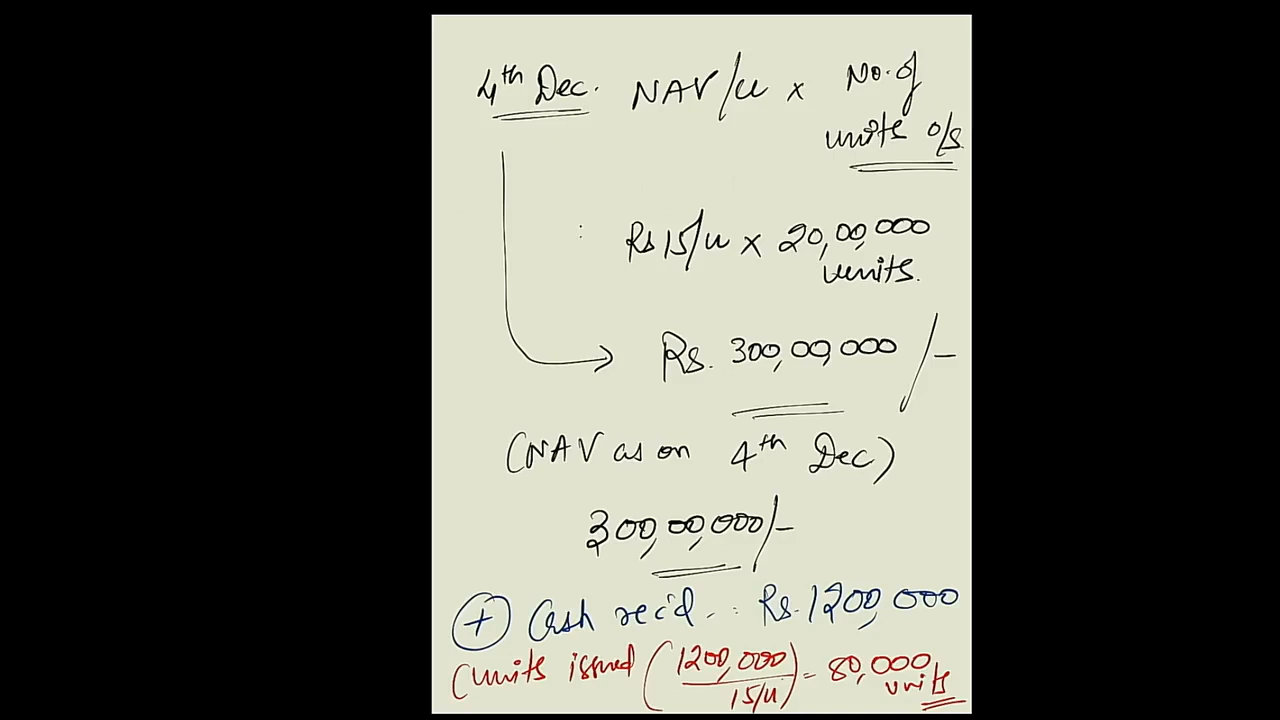 4th Dec. NAV/u x No. of
units o/s.
: Rs 15/u x 20,00,000
units.
Rs. 300,00,000 /-
(NAV as on 4th Dec)
300,00,000/-
+ Cash rec'd. : Rs. 1200,000
(Units issued (1200,000 / 15/u) = 80,000
units